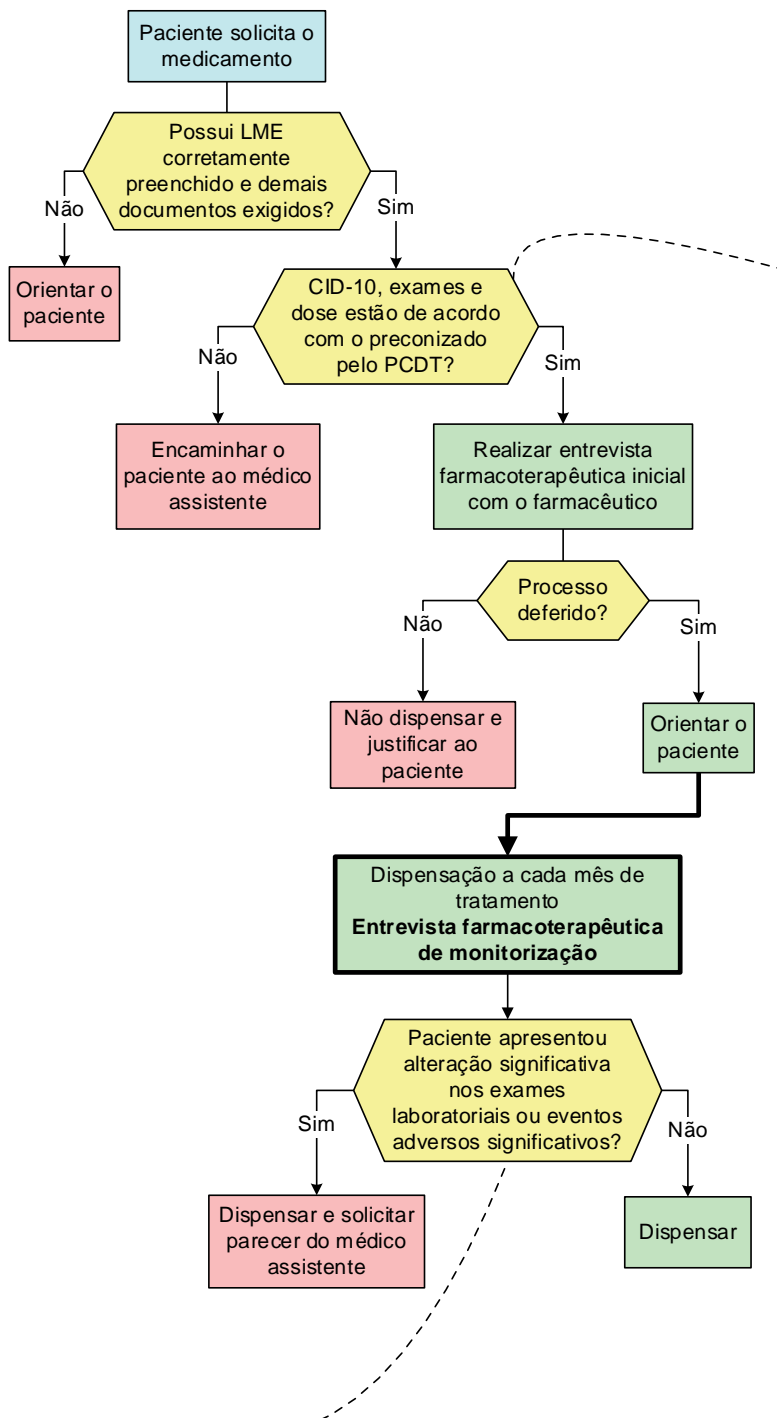 Paciente solicita o
medicamento
Possui LME
corretamente
preenchido e demais
documentos exigidos?
Não
Sim
Orientar o
paciente
CID-10, exames e
dose estão de acordo
com o preconizado
pelo PCDT?
Não
Sim
Encaminhar o
paciente ao médico
assistente
Realizar entrevista
farmacoterapêutica inicial
com o farmacêutico
Processo
deferido?
Não
Sim
Não dispensar e
justificar ao
paciente
Orientar o
paciente
Dispensação a cada mês de
tratamento
Entrevista farmacoterapêutica
de monitorização
Paciente apresentou
alteração significativa
nos exames
laboratoriais ou eventos
adversos significativos?
Sim
Não
Dispensar e solicitar
parecer do médico
assistente
Dispensar